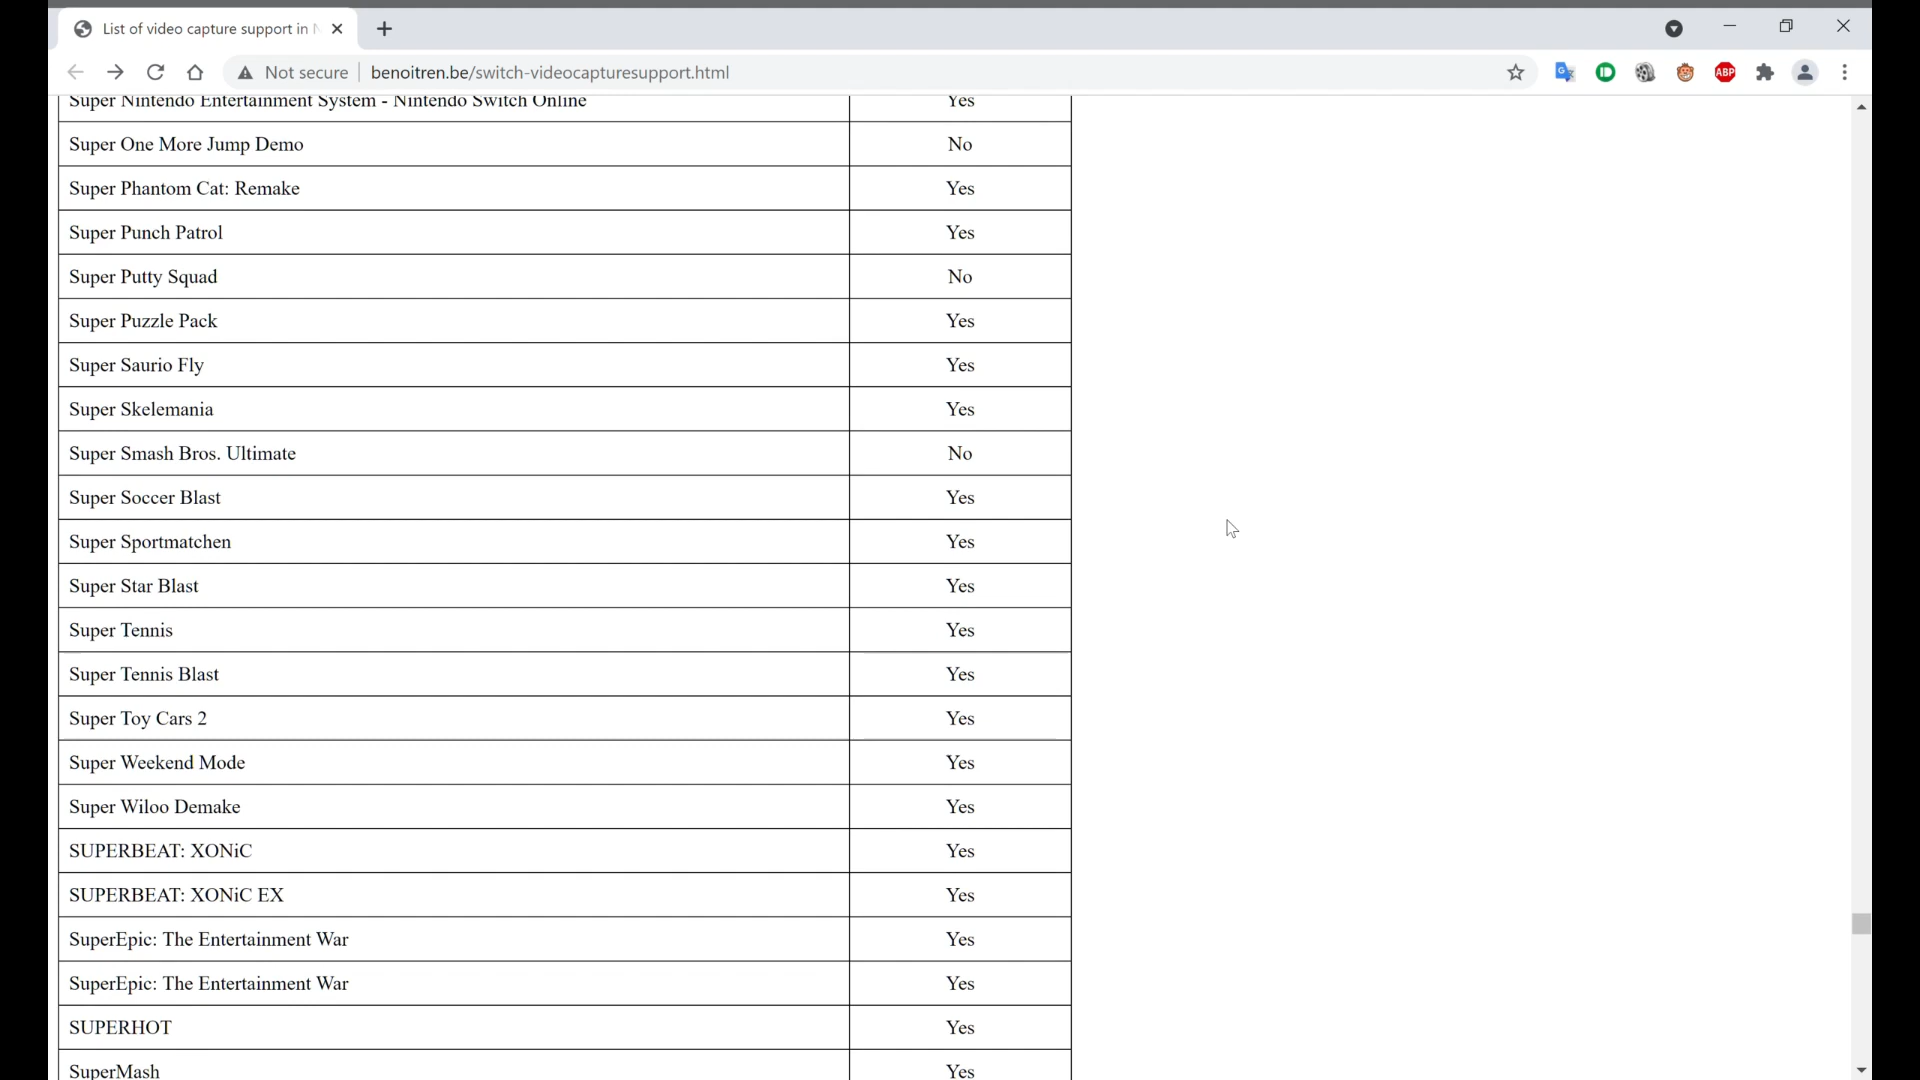 List of video capture support in N
Not secure benoitren.be/switch-videocapturesupport.html
ABP
Super Nintendo Entertainment System - Nintendo Switch Online Yes
Super One More Jump Demo No
Super Phantom Cat: Remake Yes
Super Punch Patrol Yes
Super Putty Squad No
Super Puzzle Pack Yes
Super Saurio Fly Yes
Super Skelemania Yes
Super Smash Bros. Ultimate No
Super Soccer Blast Yes
Super Sportmatchen Yes
Super Star Blast Yes
Super Tennis Yes
Super Tennis Blast Yes
Super Toy Cars 2 Yes
Super Weekend Mode Yes
Super Wiloo Demake Yes
SUPERBEAT: XONiC Yes
SUPERBEAT: XONiC EX Yes
SuperEpic: The Entertainment War Yes
SuperEpic: The Entertainment War Yes
SUPERHOT Yes
SuperMash Yes